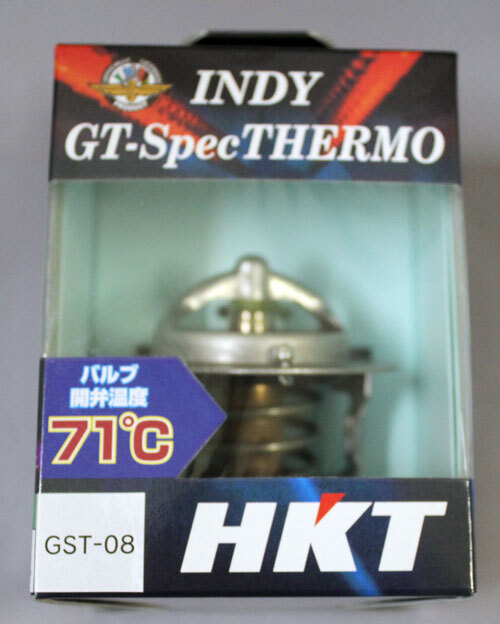 INDY
GT-SpecTHERMO
バルブ
開弁温度
71℃
GST-08
HKT